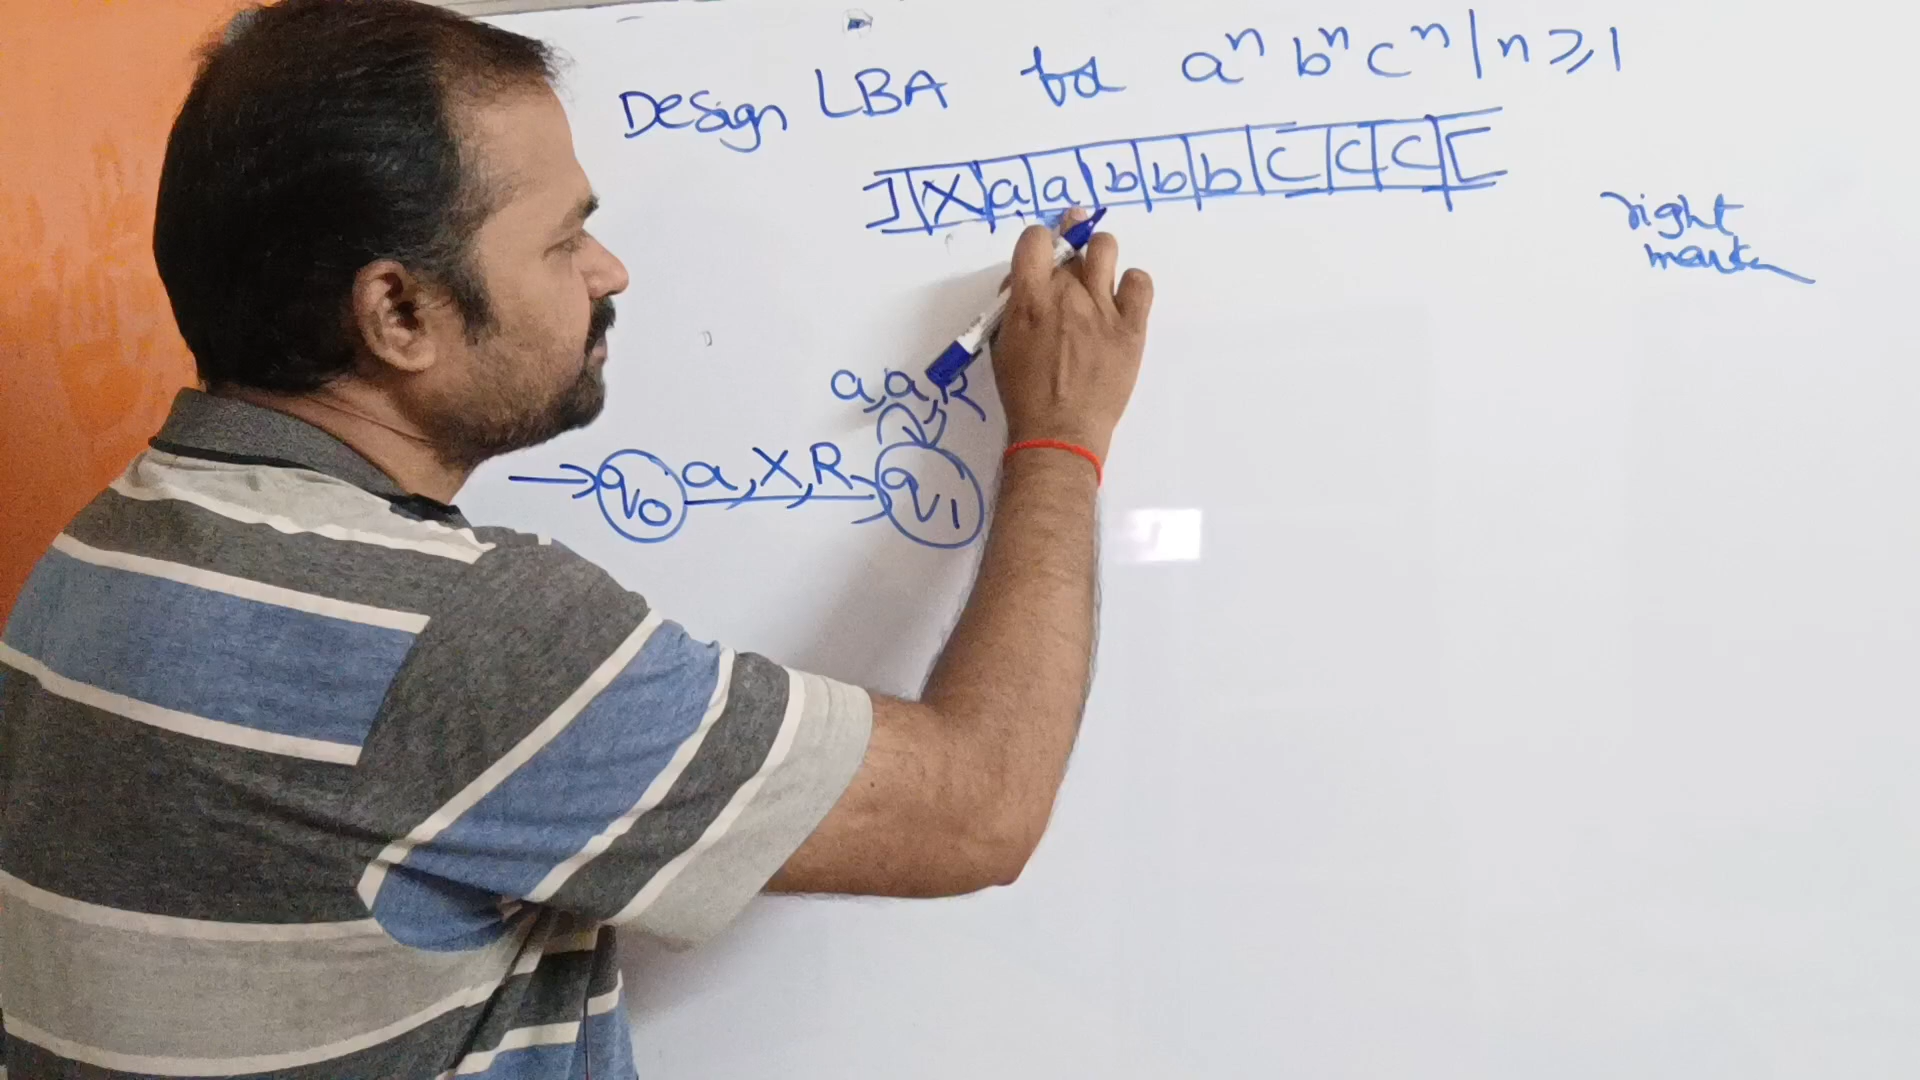 Design LBA for aⁿ bⁿ cⁿ | n ≥ 1
] X a a b b b c c c [
right
marker
a, a, R
q₀ a, X, R q₁